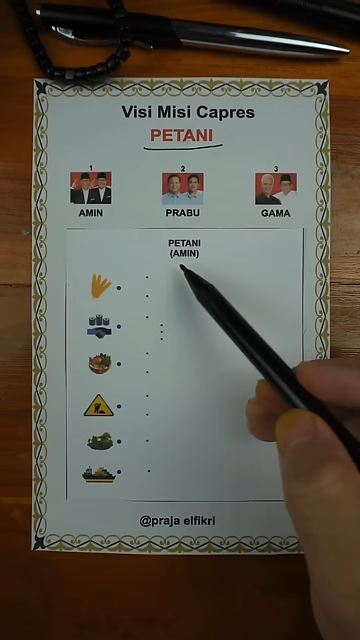 Visi Misi Capres
PETANI
1 2 3
AMIN PRABU GAMA
PETANI
(AMIN)
@praja elfikri